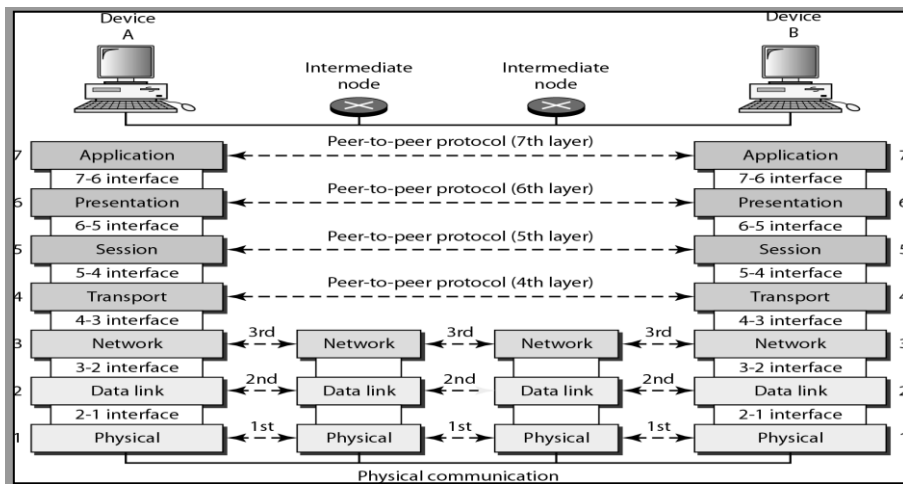 Device
A
Device
B
Intermediate
node
Intermediate
node
7 Application Peer-to-peer protocol (7th layer) Application 7
7-6 interface 7-6 interface
6 Presentation Peer-to-peer protocol (6th layer) Presentation 6
6-5 interface 6-5 interface
5 Session Peer-to-peer protocol (5th layer) Session 5
5-4 interface 5-4 interface
4 Transport Peer-to-peer protocol (4th layer) Transport 4
4-3 interface 4-3 interface
3 Network 3rd Network 3rd Network 3rd Network 3
3-2 interface 3-2 interface
2 Data link 2nd Data link 2nd Data link 2nd Data link 2
2-1 interface 2-1 interface
1 Physical 1st Physical 1st Physical 1st Physical 1
Physical communication